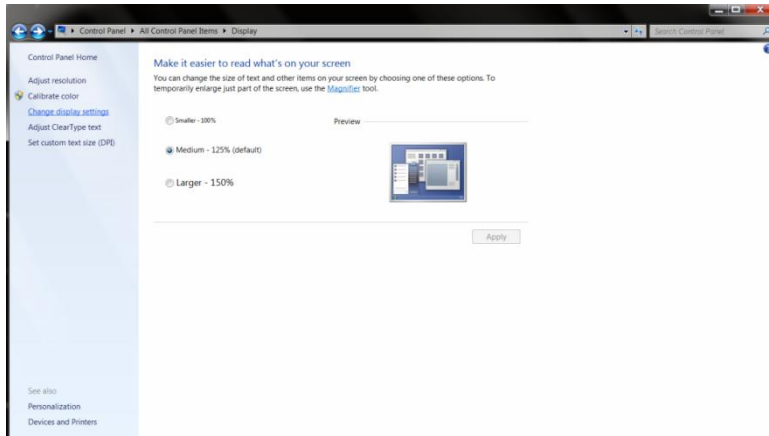 Control Panel ▸ All Control Panel Items ▸ Display
Search Control Panel
Control Panel Home
Adjust resolution
Calibrate color
Change display settings
Adjust ClearType text
Set custom text size (DPI)
Make it easier to read what's on your screen
You can change the size of text and other items on your screen by choosing one of these options. To
temporarily enlarge just part of the screen, use the Magnifier tool.
Smaller - 100%
Preview
Medium - 125% (default)
Larger - 150%
Apply
See also
Personalization
Devices and Printers